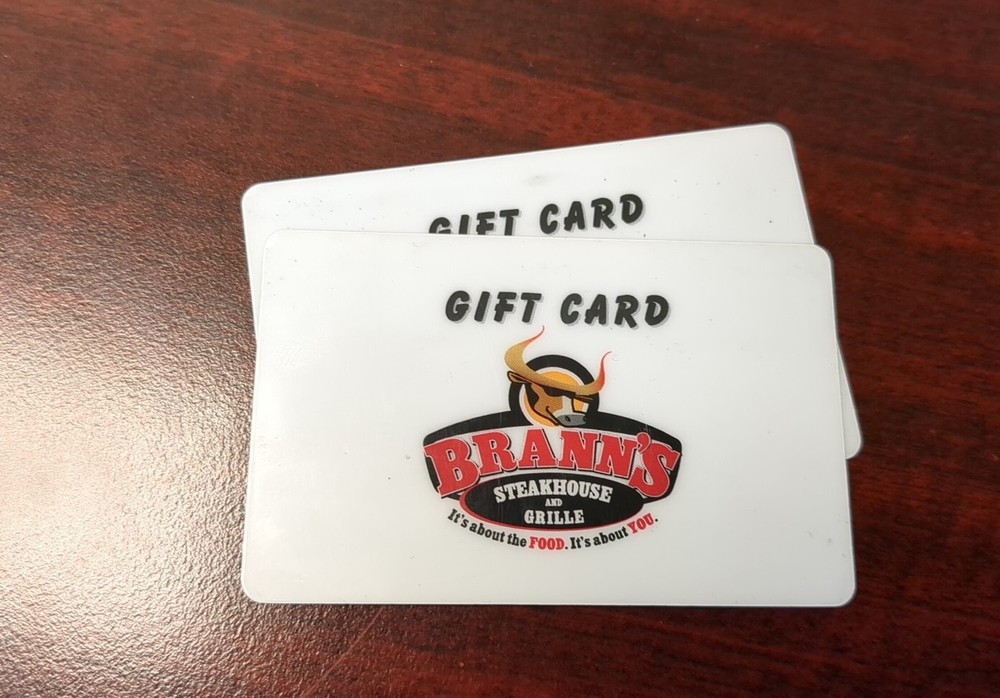 GIFT CARD
GIFT CARD
BRANN'S
STEAKHOUSE
AND
GRILLE
It's about the FOOD. It's about YOU.